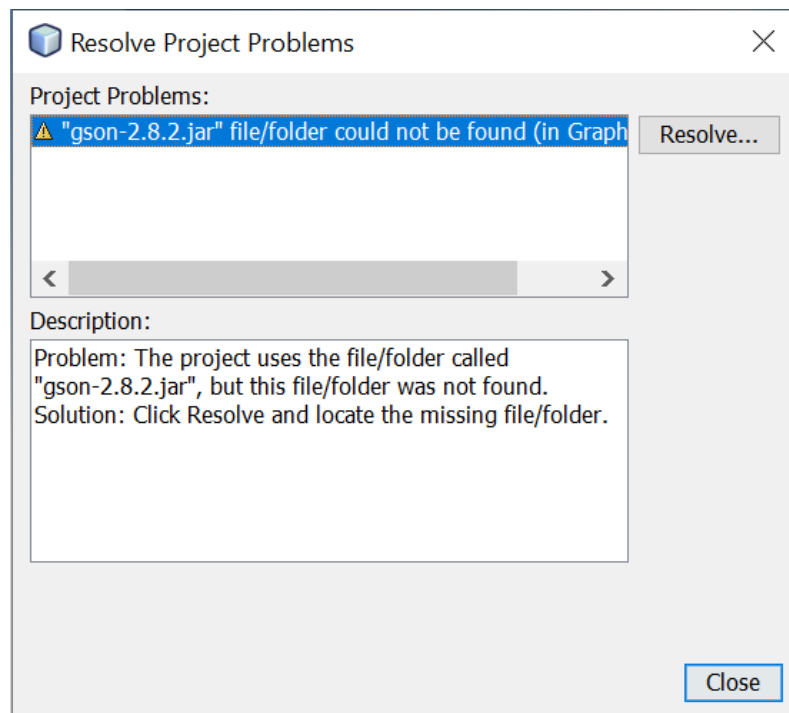 Resolve Project Problems
Project Problems:
"gson-2.8.2.jar" file/folder could not be found (in Graph
Resolve...
Description:
Problem: The project uses the file/folder called
"gson-2.8.2.jar", but this file/folder was not found.
Solution: Click Resolve and locate the missing file/folder.
Close